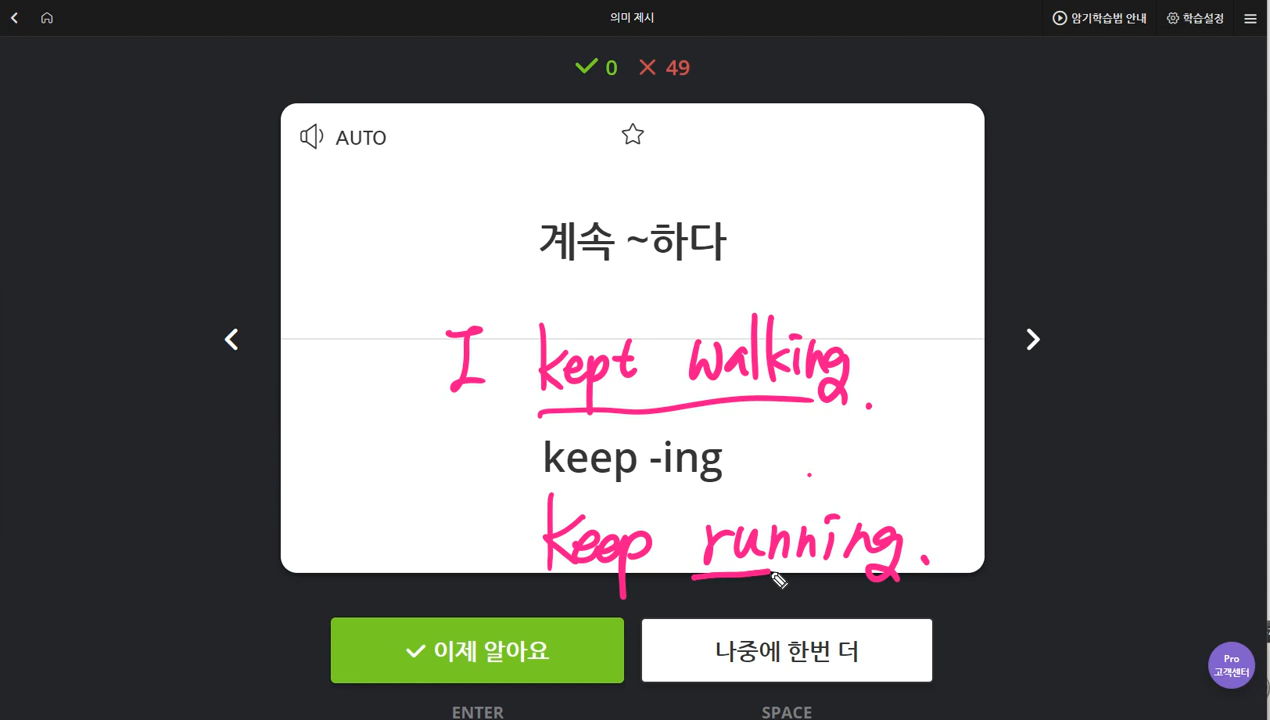 의미 제시
암기학습법 안내
학습설정
0
49
AUTO
계속 ~하다
I kept walking.
keep -ing
keep running.
이제 알아요
나중에 한번 더
Pro
고객센터
ENTER
SPACE